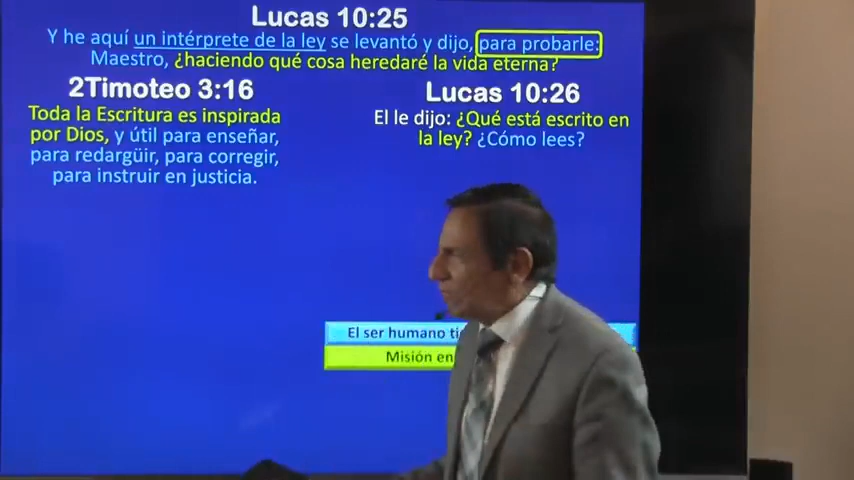 Lucas 10:25
Y he aquí un intérprete de la ley se levantó y dijo, para probarle:
Maestro, ¿haciendo qué cosa heredaré la vida eterna?
2Timoteo 3:16
Toda la Escritura es inspirada
por Dios, y útil para enseñar,
para redargüir, para corregir,
para instruir en justicia.
Lucas 10:26
El le dijo: ¿Qué está escrito en
la ley? ¿Cómo lees?
El ser humano
Misión en